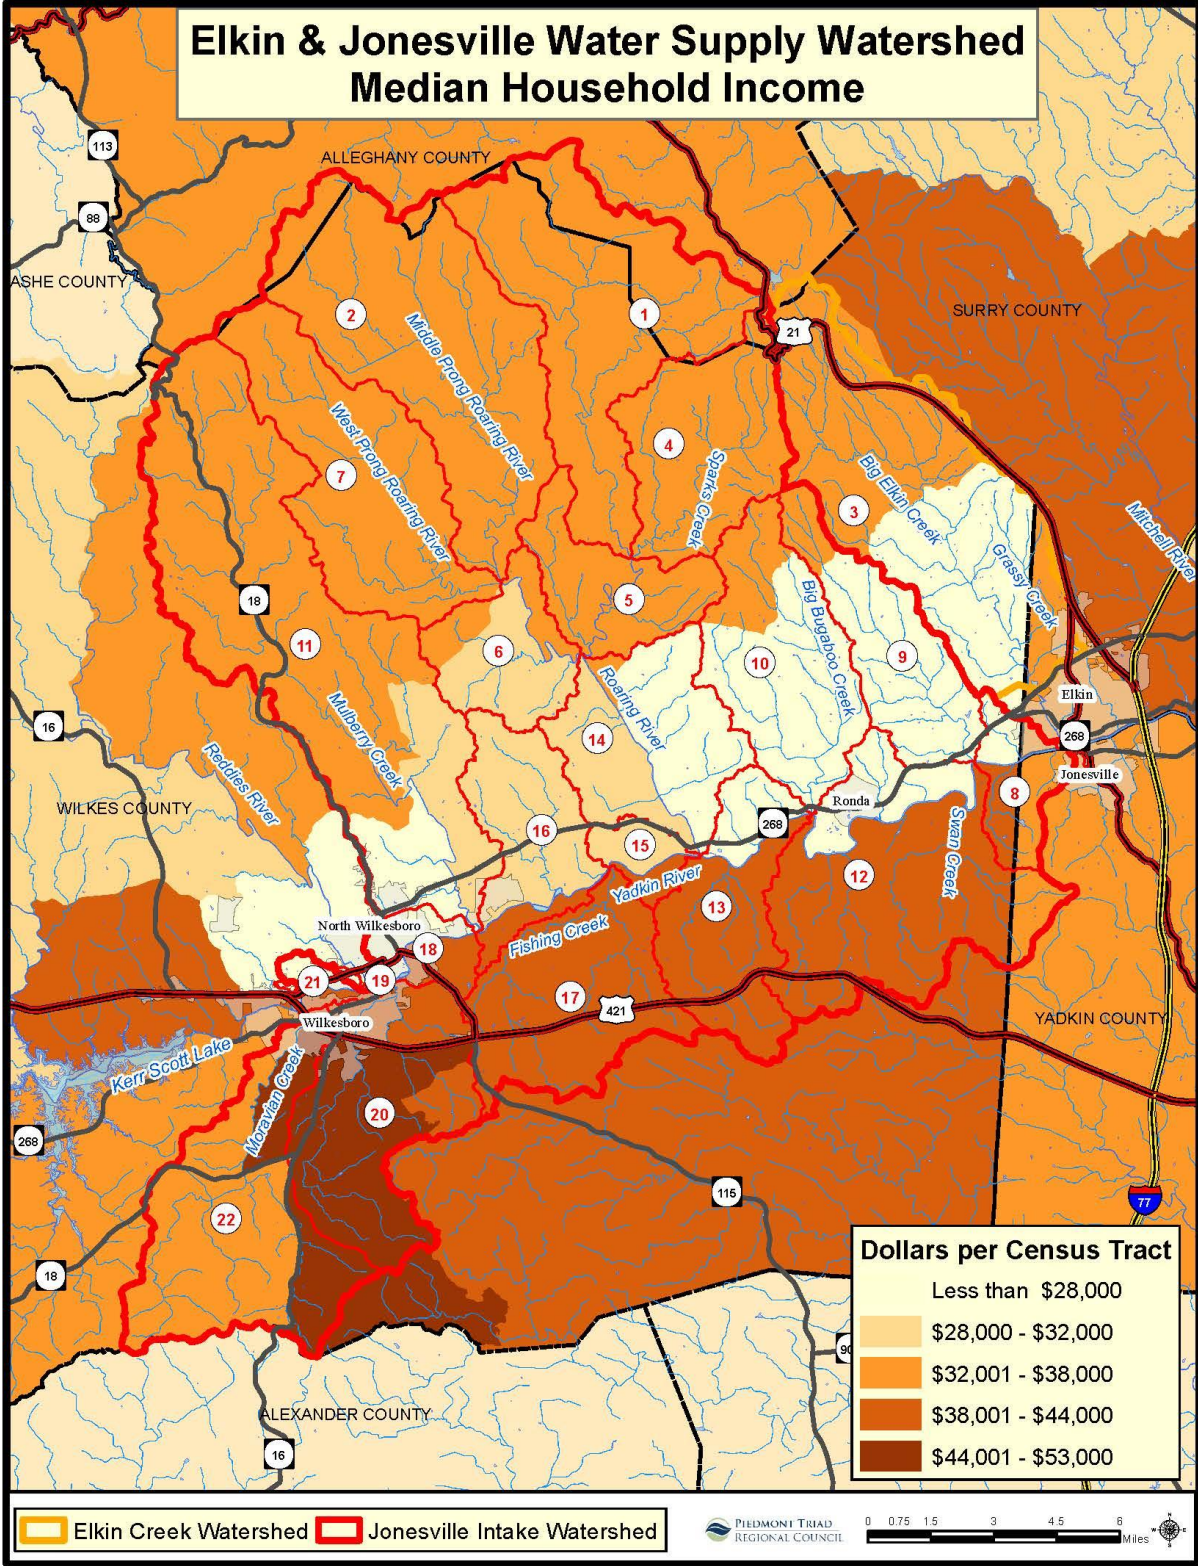 Elkin & Jonesville Water Supply Watershed
Median Household Income
113
ALLEGHANY COUNTY
88
ASHE COUNTY
SURRY COUNTY
2
1
21
Middle Prong Roaring River
West Prong Roaring River
7
4
Sparks Creek
3
Big Elkin Creek
Mitchell River
Grassy Creek
18
5
11
6
10
Big Bugaboo Creek
9
Roaring River
Mulberry Creek
Elkin
16
14
268
Reddies River
Jonesville
8
WILKES COUNTY
Ronda
268
16
15
Swan Creek
12
Yadkin River
13
North Wilkesboro
Fishing Creek
18
21
19
17
421
Wilkesboro
YADKIN COUNTY
Kerr Scott Lake
Moravian Creek
20
268
115
77
22
18
90
ALEXANDER COUNTY
16
Dollars per Census Tract
Less than $28,000
$28,000 - $32,000
$32,001 - $38,000
$38,001 - $44,000
$44,001 - $53,000
Elkin Creek Watershed
Jonesville Intake Watershed
PIEDMONT TRIAD
REGIONAL COUNCIL
0 0.75 1.5 3 4.5 6
Miles
N
W E
S